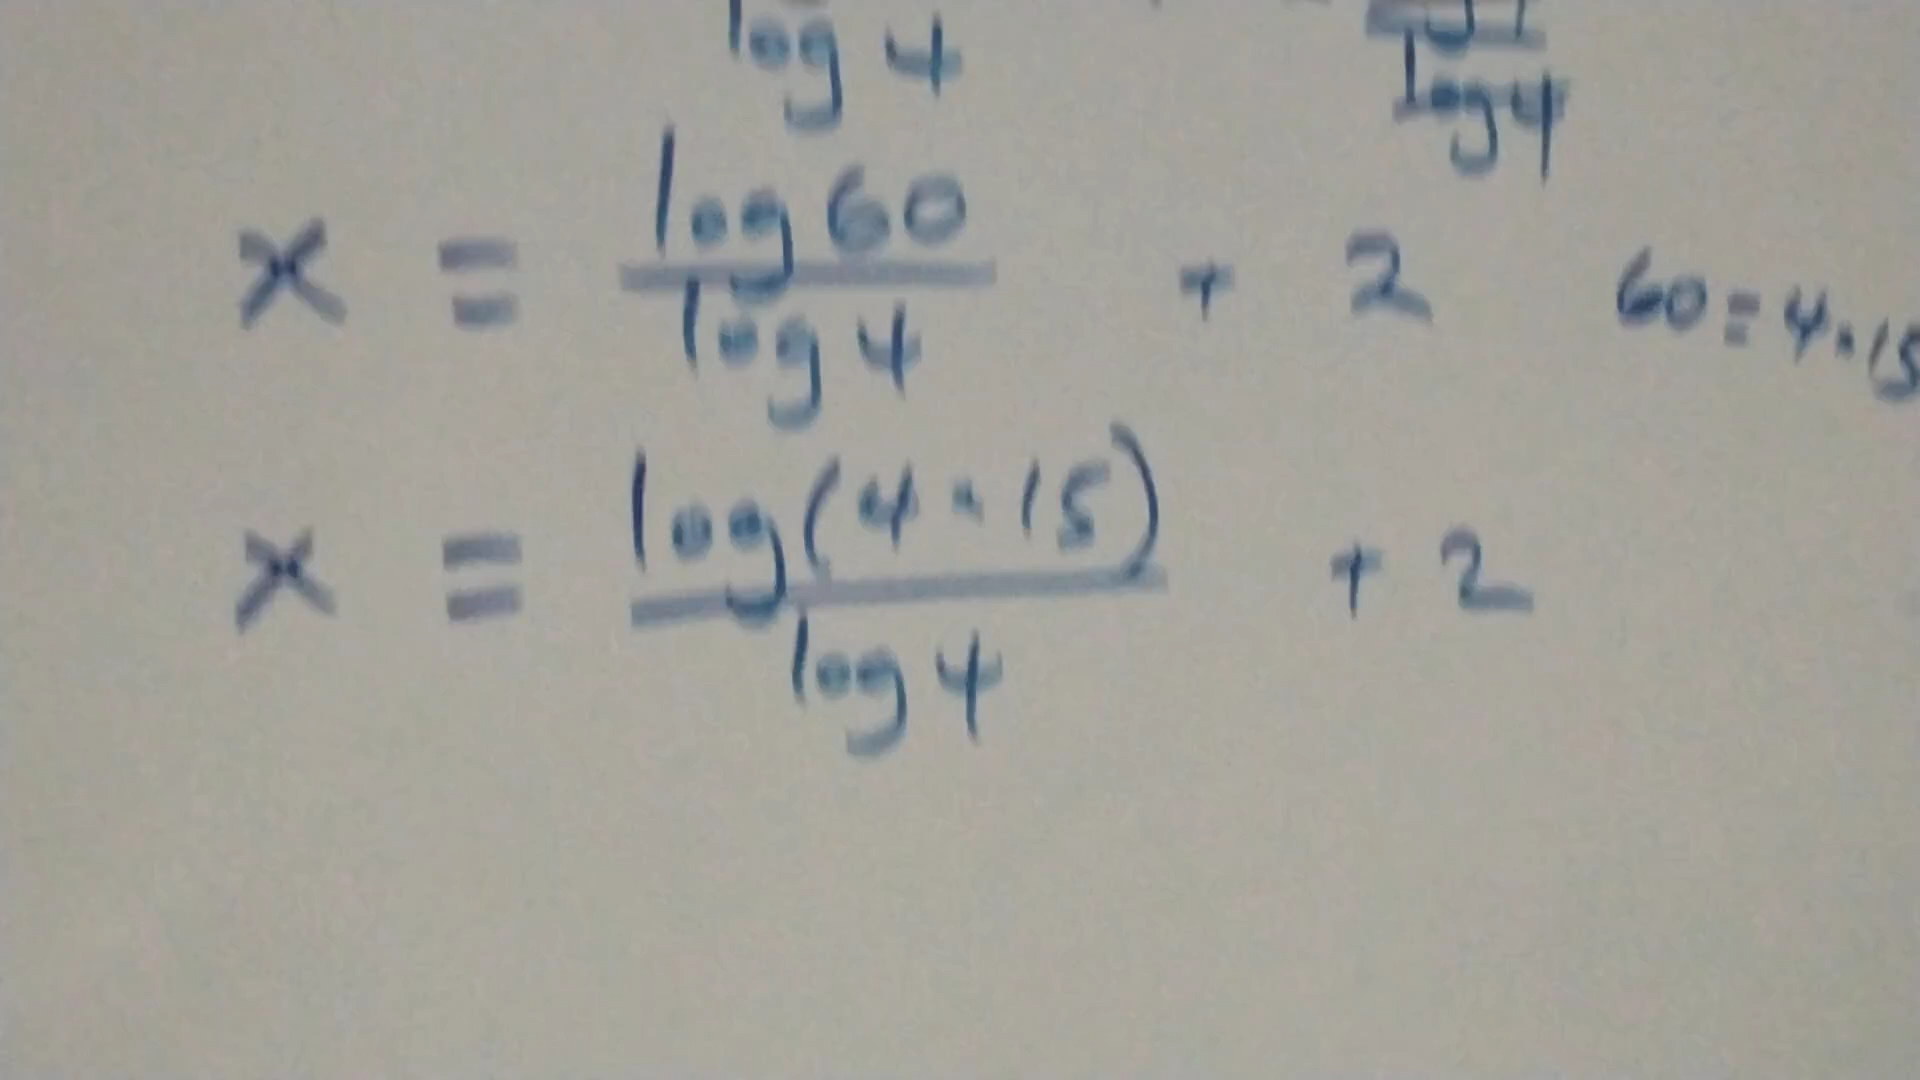 log 4 log 4
x = log 60 / log 4 + 2 60 = 4·15
x = log(4·15) / log 4 + 2